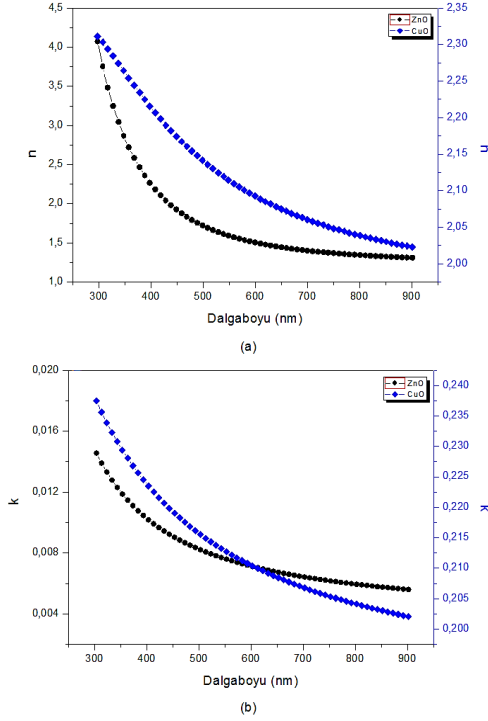 4,5
4,0
3,5
3,0
2,5
2,0
1,5
1,0
n
2,35
2,30
2,25
2,20
2,15
2,10
2,05
2,00
n
ZnO
CuO
300 400 500 600 700 800 900
Dalgaboyu (nm)
(a)
0,020
0,016
0,012
0,008
0,004
k
0,240
0,235
0,230
0,225
0,220
0,215
0,210
0,205
0,200
k
ZnO
CuO
300 400 500 600 700 800 900
Dalgaboyu (nm)
(b)